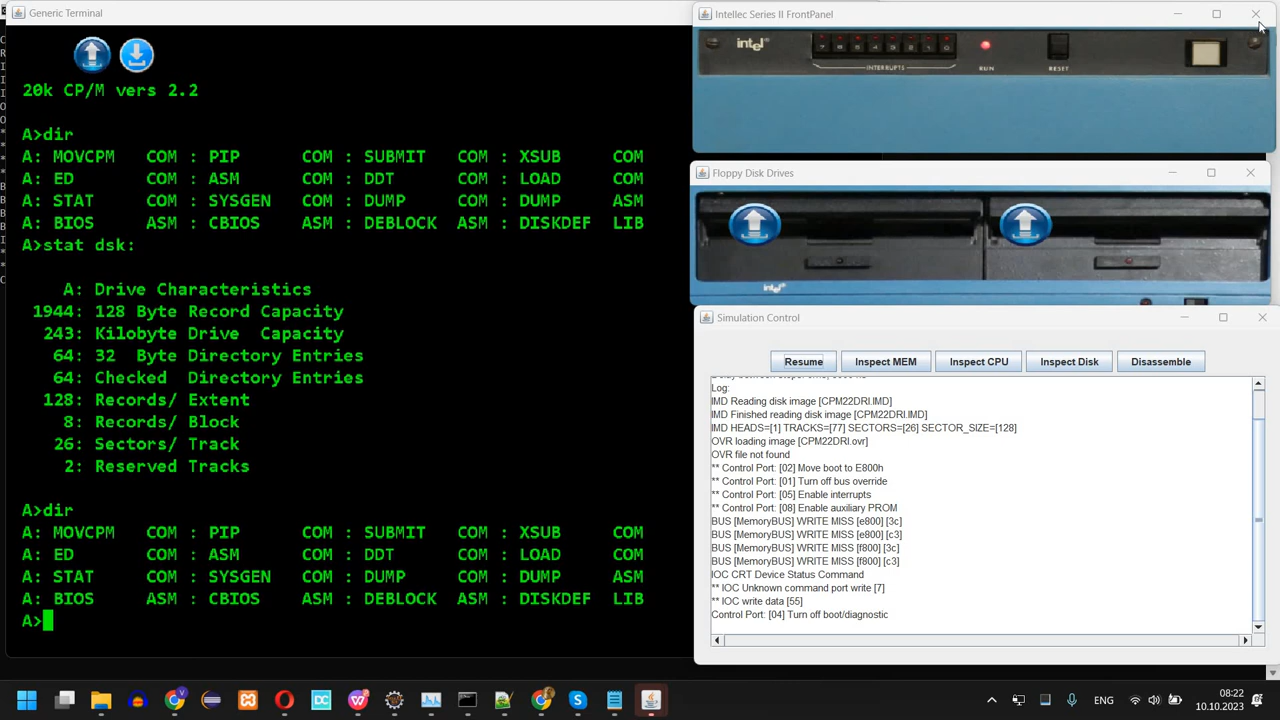 Generic Terminal
20k CP/M vers 2.2
A>dir
A: MOVCPM   COM : PIP      COM : SUBMIT   COM : XSUB     COM
A: ED       COM : ASM      COM : DDT      COM : LOAD     COM
A: STAT     COM : SYSGEN   COM : DUMP     COM : DUMP     ASM
A: BIOS     ASM : CBIOS    ASM : DEBLOCK  ASM : DISKDEF  LIB
A>stat dsk:
A: Drive Characteristics
1944: 128 Byte Record Capacity
243: Kilobyte Drive  Capacity
64: 32  Byte Directory Entries
64: Checked  Directory Entries
128: Records/ Extent
8: Records/ Block
26: Sectors/ Track
2: Reserved Tracks
A>dir
A: MOVCPM   COM : PIP      COM : SUBMIT   COM : XSUB     COM
A: ED       COM : ASM      COM : DDT      COM : LOAD     COM
A: STAT     COM : SYSGEN   COM : DUMP     COM : DUMP     ASM
A: BIOS     ASM : CBIOS    ASM : DEBLOCK  ASM : DISKDEF  LIB
A>
Intellec Series II FrontPanel
intel
7 6 5 4 3 2 1 0
INTERRUPTS
RUN
RESET
Floppy Disk Drives
intel
Simulation Control
Resume
Inspect MEM
Inspect CPU
Inspect Disk
Disassemble
Log:
IMD Reading disk image [CPM22DRI.IMD]
IMD Finished reading disk image [CPM22DRI.IMD]
IMD HEADS=[1] TRACKS=[77] SECTORS=[26] SECTOR_SIZE=[128]
OVR loading image [CPM22DRI.ovr]
OVR file not found
** Control Port: [02] Move boot to E800h
** Control Port: [01] Turn off bus override
** Control Port: [05] Enable interrupts
** Control Port: [08] Enable auxiliary PROM
BUS [MemoryBUS] WRITE MISS [e800] [3c]
BUS [MemoryBUS] WRITE MISS [e800] [c3]
BUS [MemoryBUS] WRITE MISS [f800] [3c]
BUS [MemoryBUS] WRITE MISS [f800] [c3]
IOC CRT Device Status Command
** IOC Unknown command port write [7]
** IOC write data [55]
Control Port: [04] Turn off boot/diagnostic
DC
V
ENG
08:22
10.10.2023